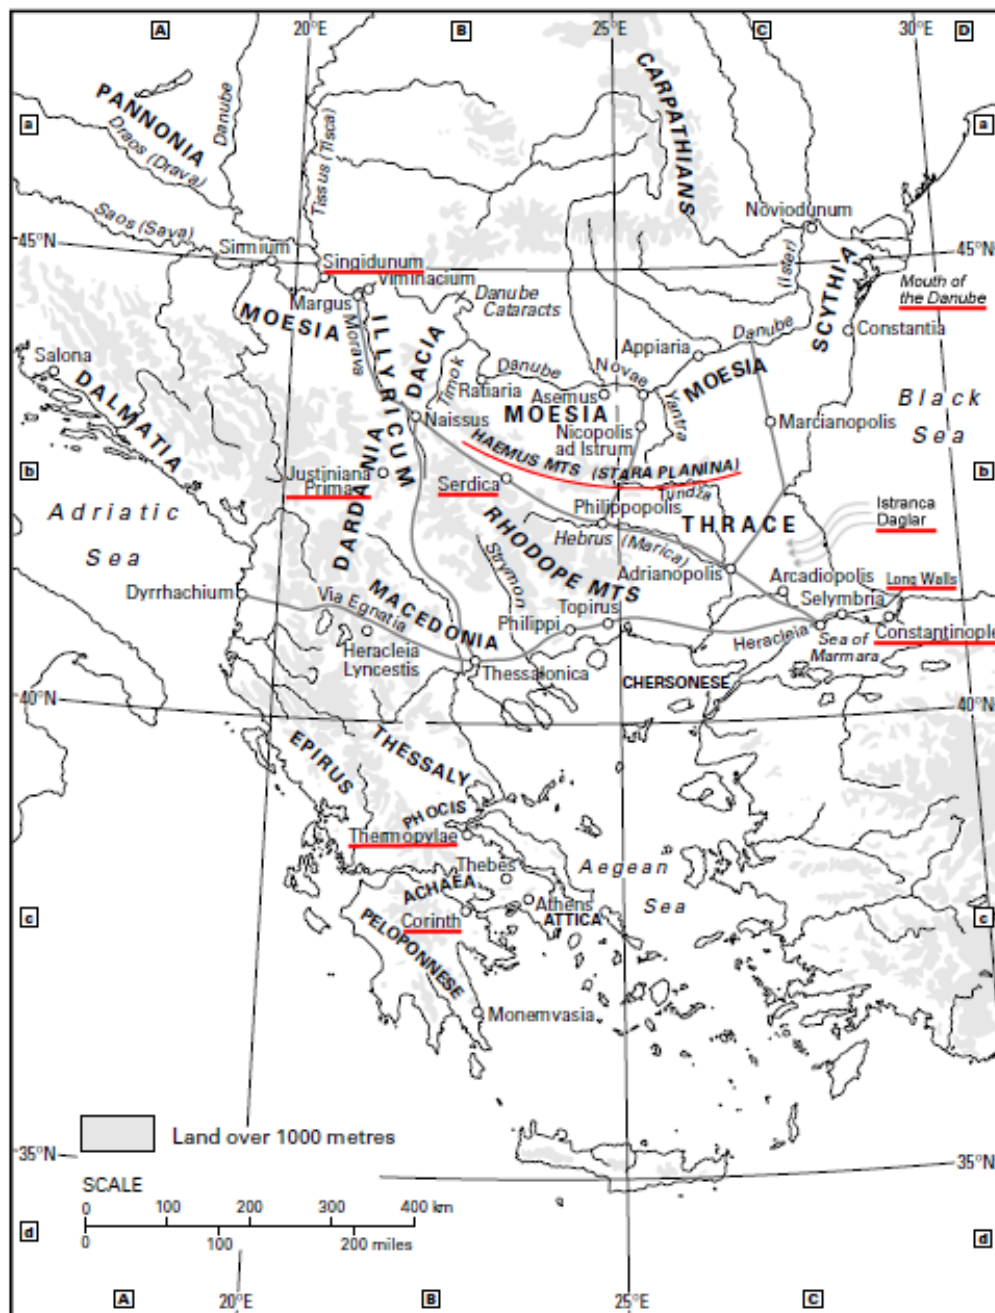 A
20°E
B
25°E
C
30°E
D
a
PANNONIA
Danube
Draos (Drava)
Tissus (Tisca)
CARPATHIANS
a
Saos (Sava)
Noviodunum
45°N
Sirmium
Singidunum
Viminacium
(Ister)
SCYTHIA
45°N
Mouth of
the Danube
Margus
MOESIA
Danube
Cataracts
Constantia
Morava
ILLYRICUM
DACIA
Timok
Appiaria
Danube
Salona
Ratiaria
Danube
Novae
Asemus
MOESIA
DALMATIA
Naissus
MOESIA
Yantra
Black
Sea
Nicopolis
ad Istrum
Marcianopolis
b
HAEMUS MTS (STARA PLANINA)
b
Justiniana
Prima
DARDANIA
Serdica
Tundza
Adriatic
Sea
Philippopolis
THRACE
Istranca
Daglar
RHODOPE MTS
Hebrus (Marica)
Strymon
Adrianopolis
Arcadiopolis
Long Walls
Dyrrhachium
Via Egnatia
MACEDONIA
Topirus
Selymbria
Philippi
Heracleia
Constantinople
Heracleia
Lyncestis
Sea of
Marmara
Thessalonica
CHERSONESE
40°N
40°N
EPIRUS
THESSALY
PHOCIS
Thermopylae
Thebes
Aegean
Sea
ACHAEA
Athens
c
Corinth
ATTICA
c
PELOPONNESE
Monemvasia
Land over 1000 metres
35°N
35°N
SCALE
0 100 200 300 400 km
0 100 200 miles
d
d
A
20°E
B
25°E
C